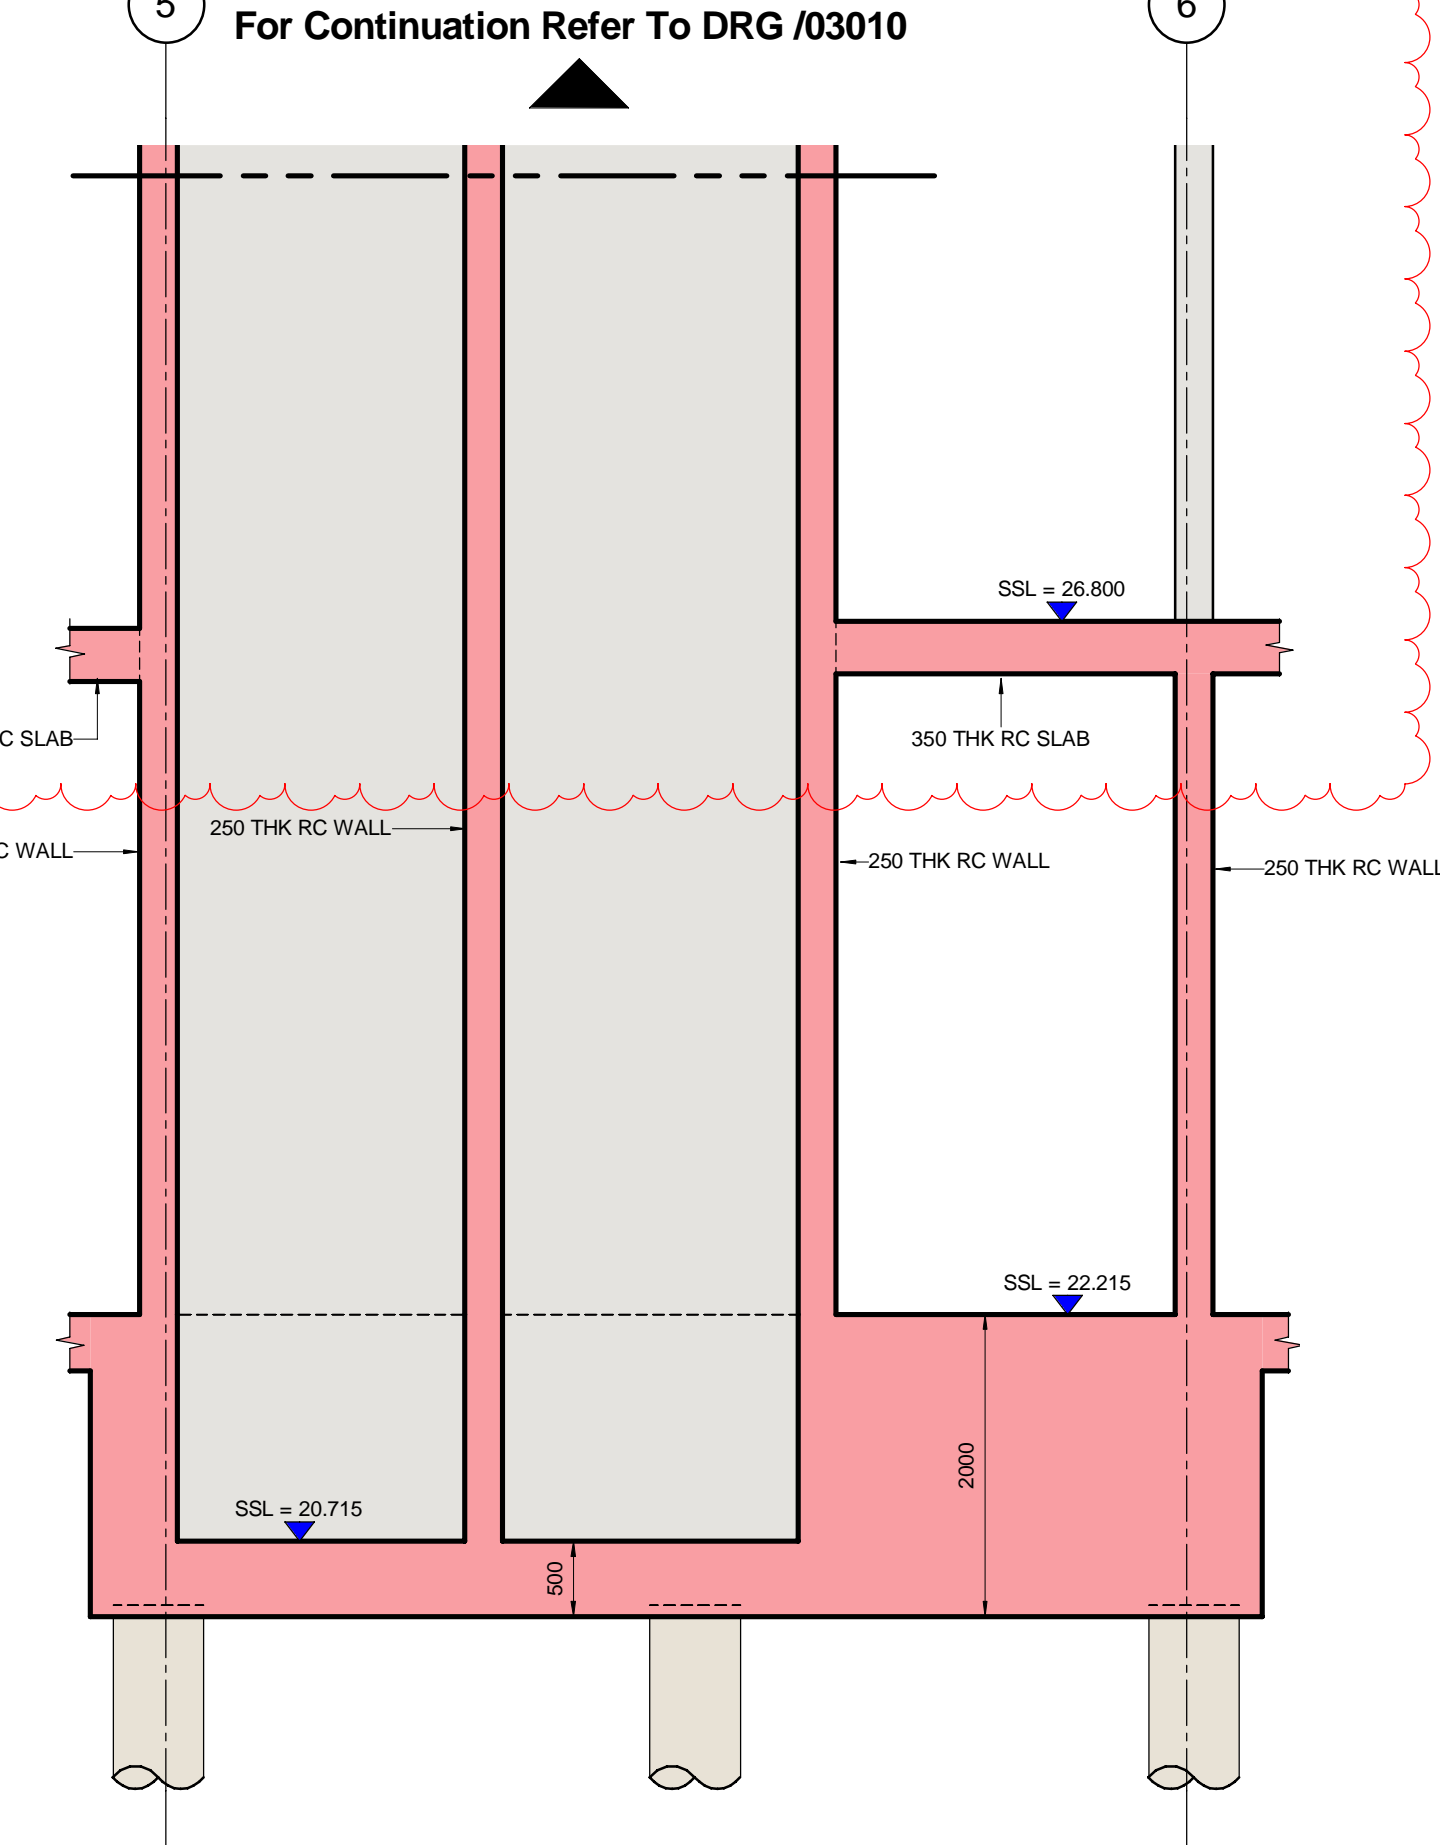 5
6
For Continuation Refer To DRG /03010
SSL = 26.800
C SLAB
350 THK RC SLAB
250 THK RC WALL
C WALL
250 THK RC WALL
250 THK RC WALL
SSL = 22.215
2000
SSL = 20.715
500